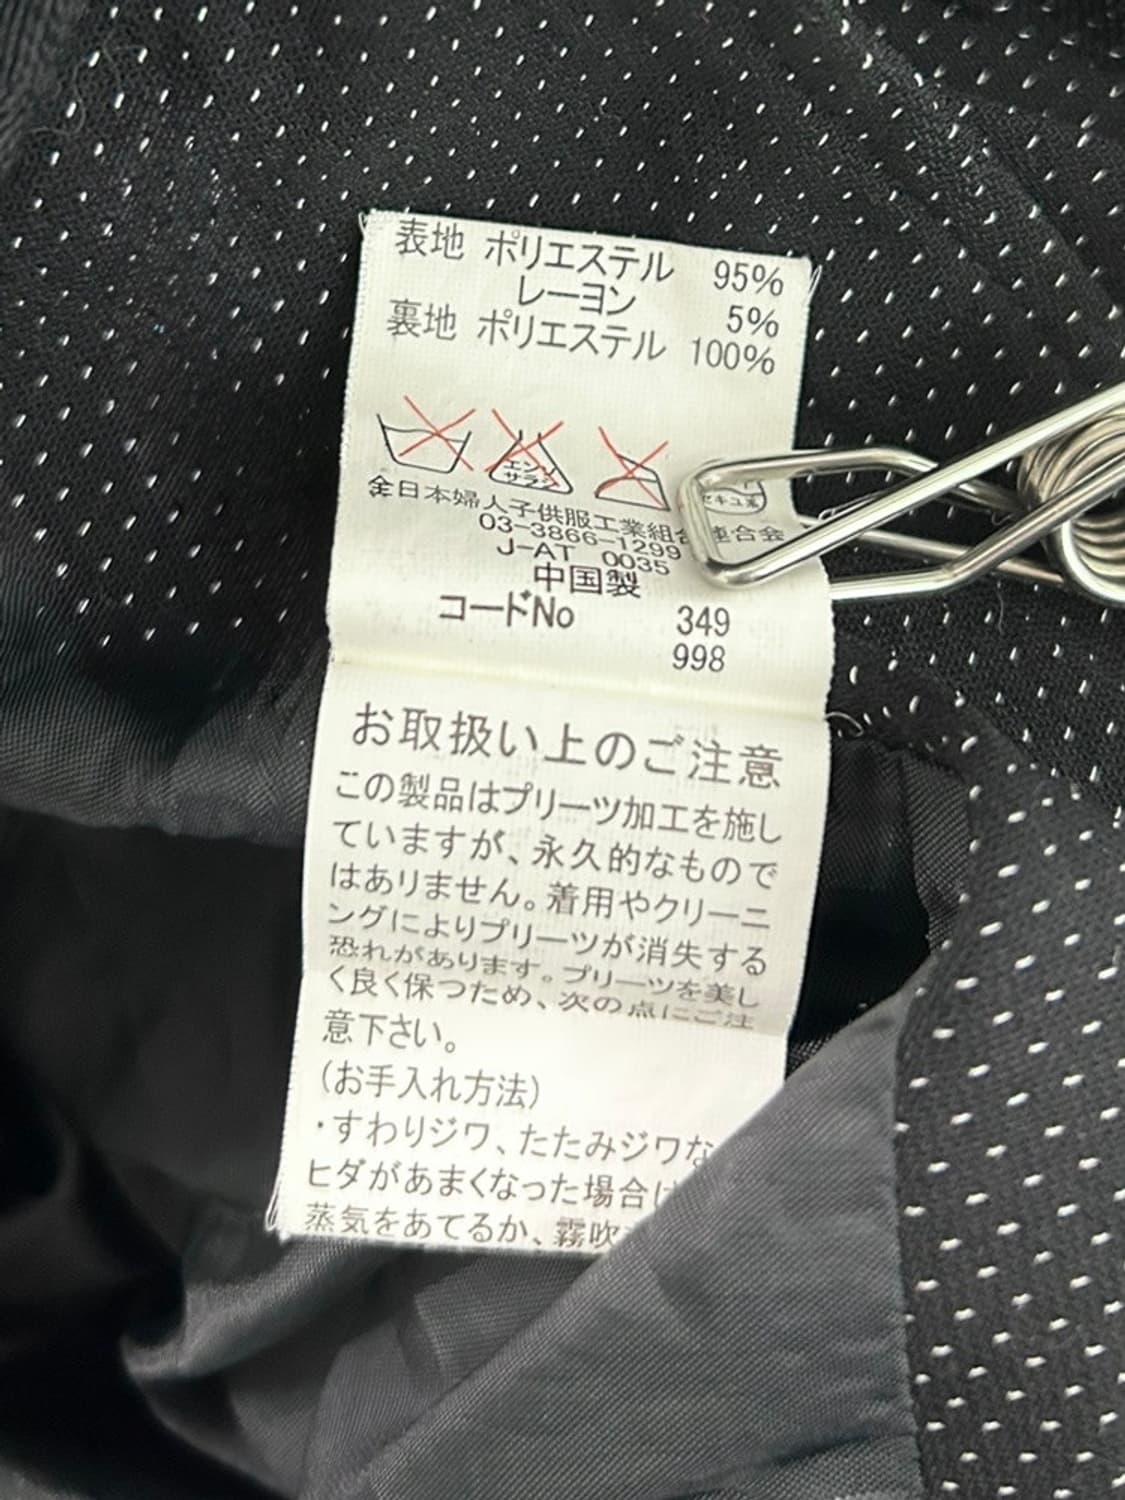 表地 ポリエステル 95%
レーヨン 5%
裏地 ポリエステル 100%
エンソ
サラシ
セキユ系
全日本婦人子供服工業組合連合会
03-3866-1299
J-AT 0035
中国製
コードNo 349
998
お取扱い上のご注意
この製品はプリーツ加工を施し
ていますが、永久的なもので
はありません。着用やクリーニ
ングによりプリーツが消失する
恐れがあります。プリーツを美し
く良く保つため、次の点にご注
意下さい。
(お手入れ方法)
・すわりジワ、たたみジワな
ヒダがあまくなった場合は
蒸気をあてるか、霧吹